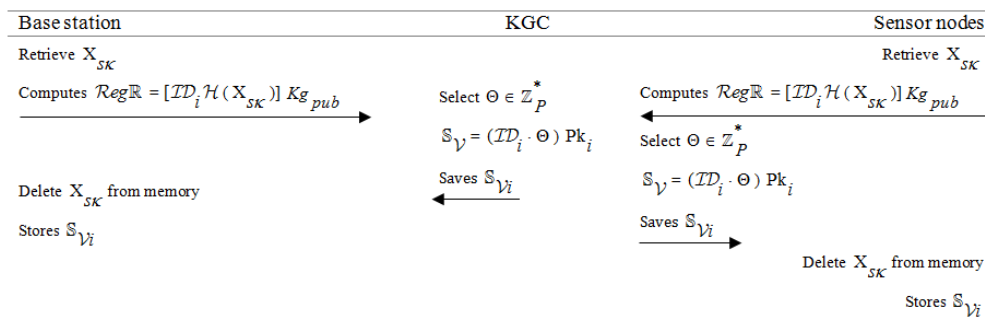 Base station KGC Sensor nodes
Retrieve X_SK Retrieve X_SK
Computes 𝓡𝑒𝑔ℝ = [𝓘𝓓_i 𝓗(X_SK)] Kg_pub Select Θ ∈ ℤ_P^* Computes 𝓡𝑒𝑔ℝ = [𝓘𝓓_i 𝓗(X_SK)] Kg_pub
𝕊_𝒱 = (𝓘𝓓_i · Θ) Pk_i Select Θ ∈ ℤ_P^*
Delete X_SK from memory Saves 𝕊_𝒱i 𝕊_𝒱 = (𝓘𝓓_i · Θ) Pk_i
Stores 𝕊_𝒱i Saves 𝕊_𝒱i
Delete X_SK from memory
Stores 𝕊_𝒱i